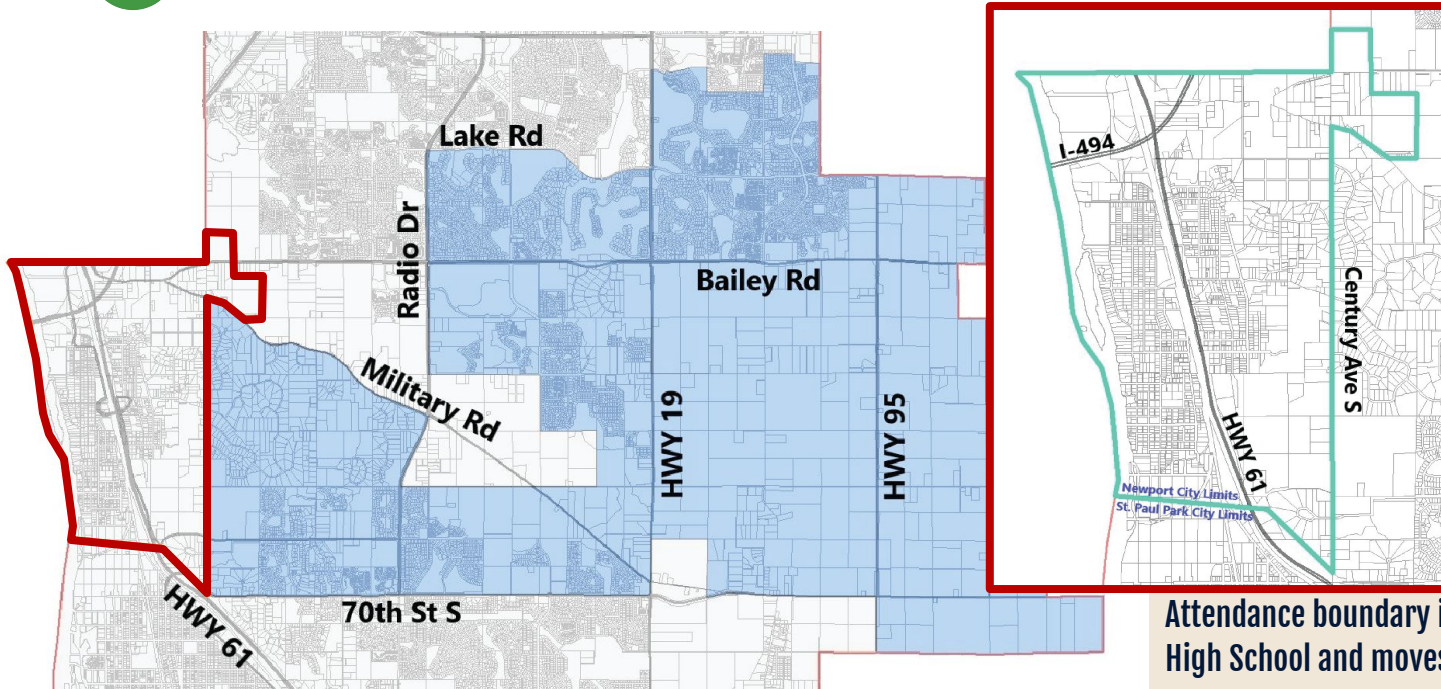 Lake Rd
Radio Dr
Bailey Rd
Military Rd
HWY 19
HWY 95
70th St S
HWY 61
I-494
Century Ave S
HWY 61
Newport City Limits
St. Paul Park City Limits
Attendance boundary
High School and moves